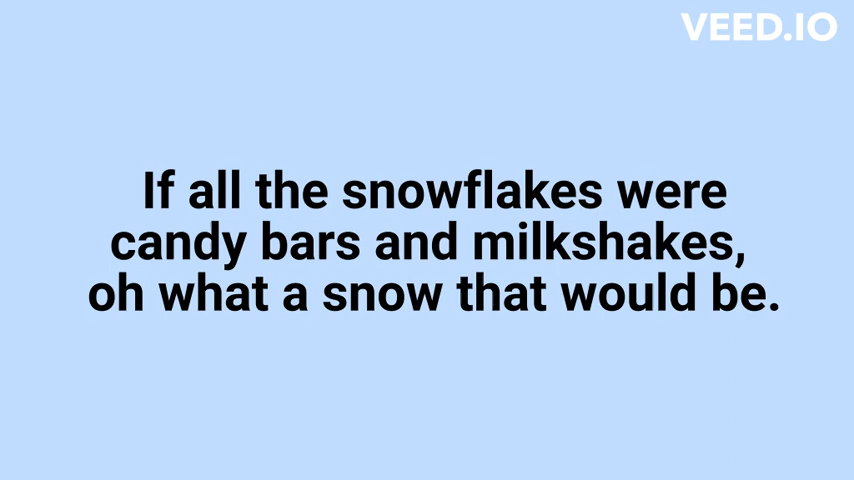 VEED.IO
If all the snowflakes were
candy bars and milkshakes,
oh what a snow that would be.